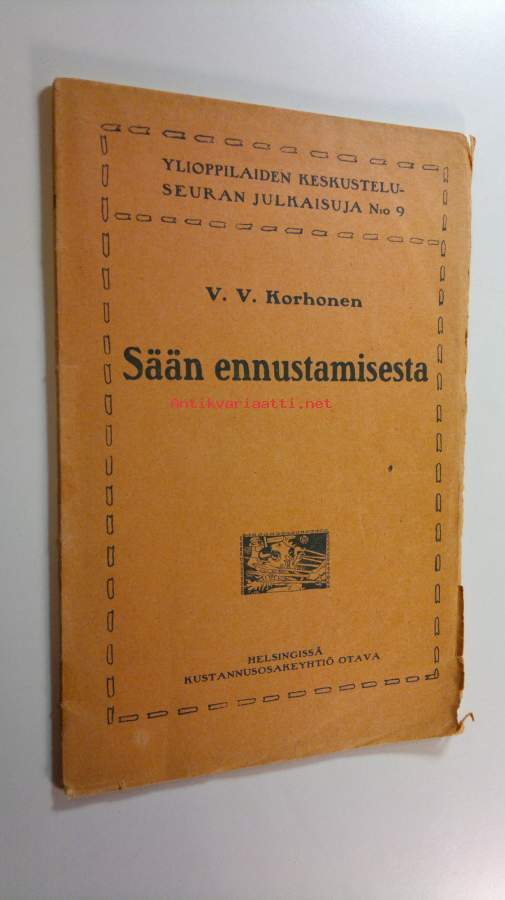 YLIOPPILAIDEN KESKUSTELU-
SEURAN JULKAISUJA N:o 9
V. V. Korhonen
Sään ennustamisesta
Antikvariaatti.net
HELSINGISSÄ
KUSTANNUSOSAKEYHTIÖ OTAVA